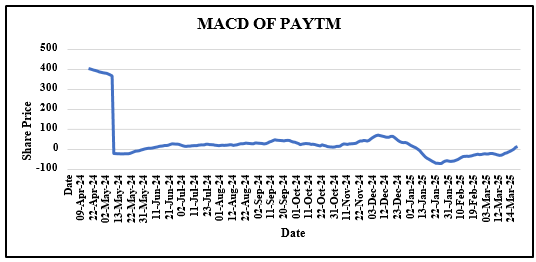 MACD OF PAYTM
500
400
300
200
100
0
-100
Share Price
Date
09-Apr-24
22-Apr-24
02-May-24
13-May-24
22-May-24
31-May-24
11-Jun-24
21-Jun-24
02-Jul-24
11-Jul-24
23-Jul-24
01-Aug-24
12-Aug-24
22-Aug-24
02-Sep-24
11-Sep-24
20-Sep-24
01-Oct-24
11-Oct-24
22-Oct-24
31-Oct-24
11-Nov-24
22-Nov-24
03-Dec-24
12-Dec-24
23-Dec-24
02-Jan-25
13-Jan-25
22-Jan-25
31-Jan-25
10-Feb-25
19-Feb-25
03-Mar-25
12-Mar-25
24-Mar-25
Date